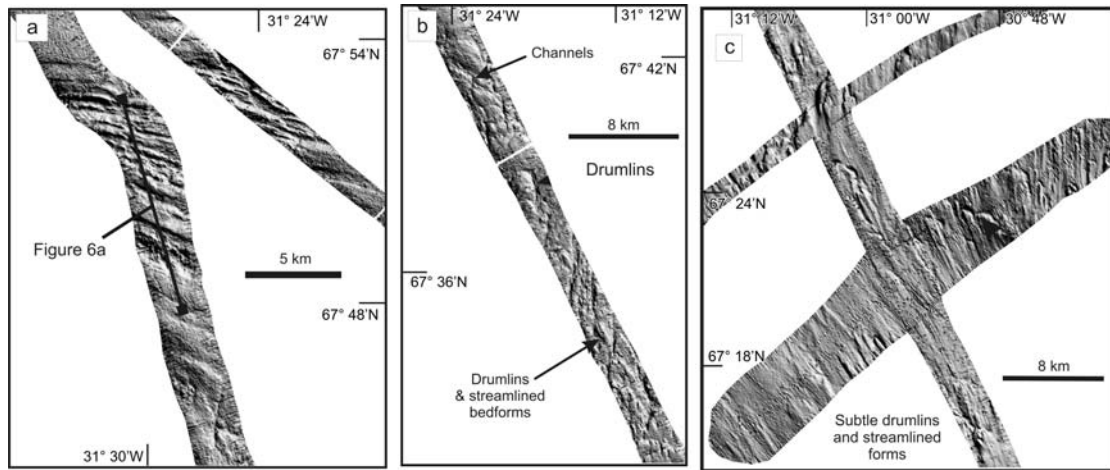 a
31° 24'W
67° 54'N
Figure 6a
5 km
67° 48'N
31° 30'W
b
31° 24'W
31° 12'W
Channels
67° 42'N
8 km
Drumlins
67° 36'N
Drumlins
& streamlined
bedforms
c
31° 12'W
31° 00'W
30° 48'W
67° 24'N
67° 18'N
8 km
Subtle drumlins
and streamlined
forms